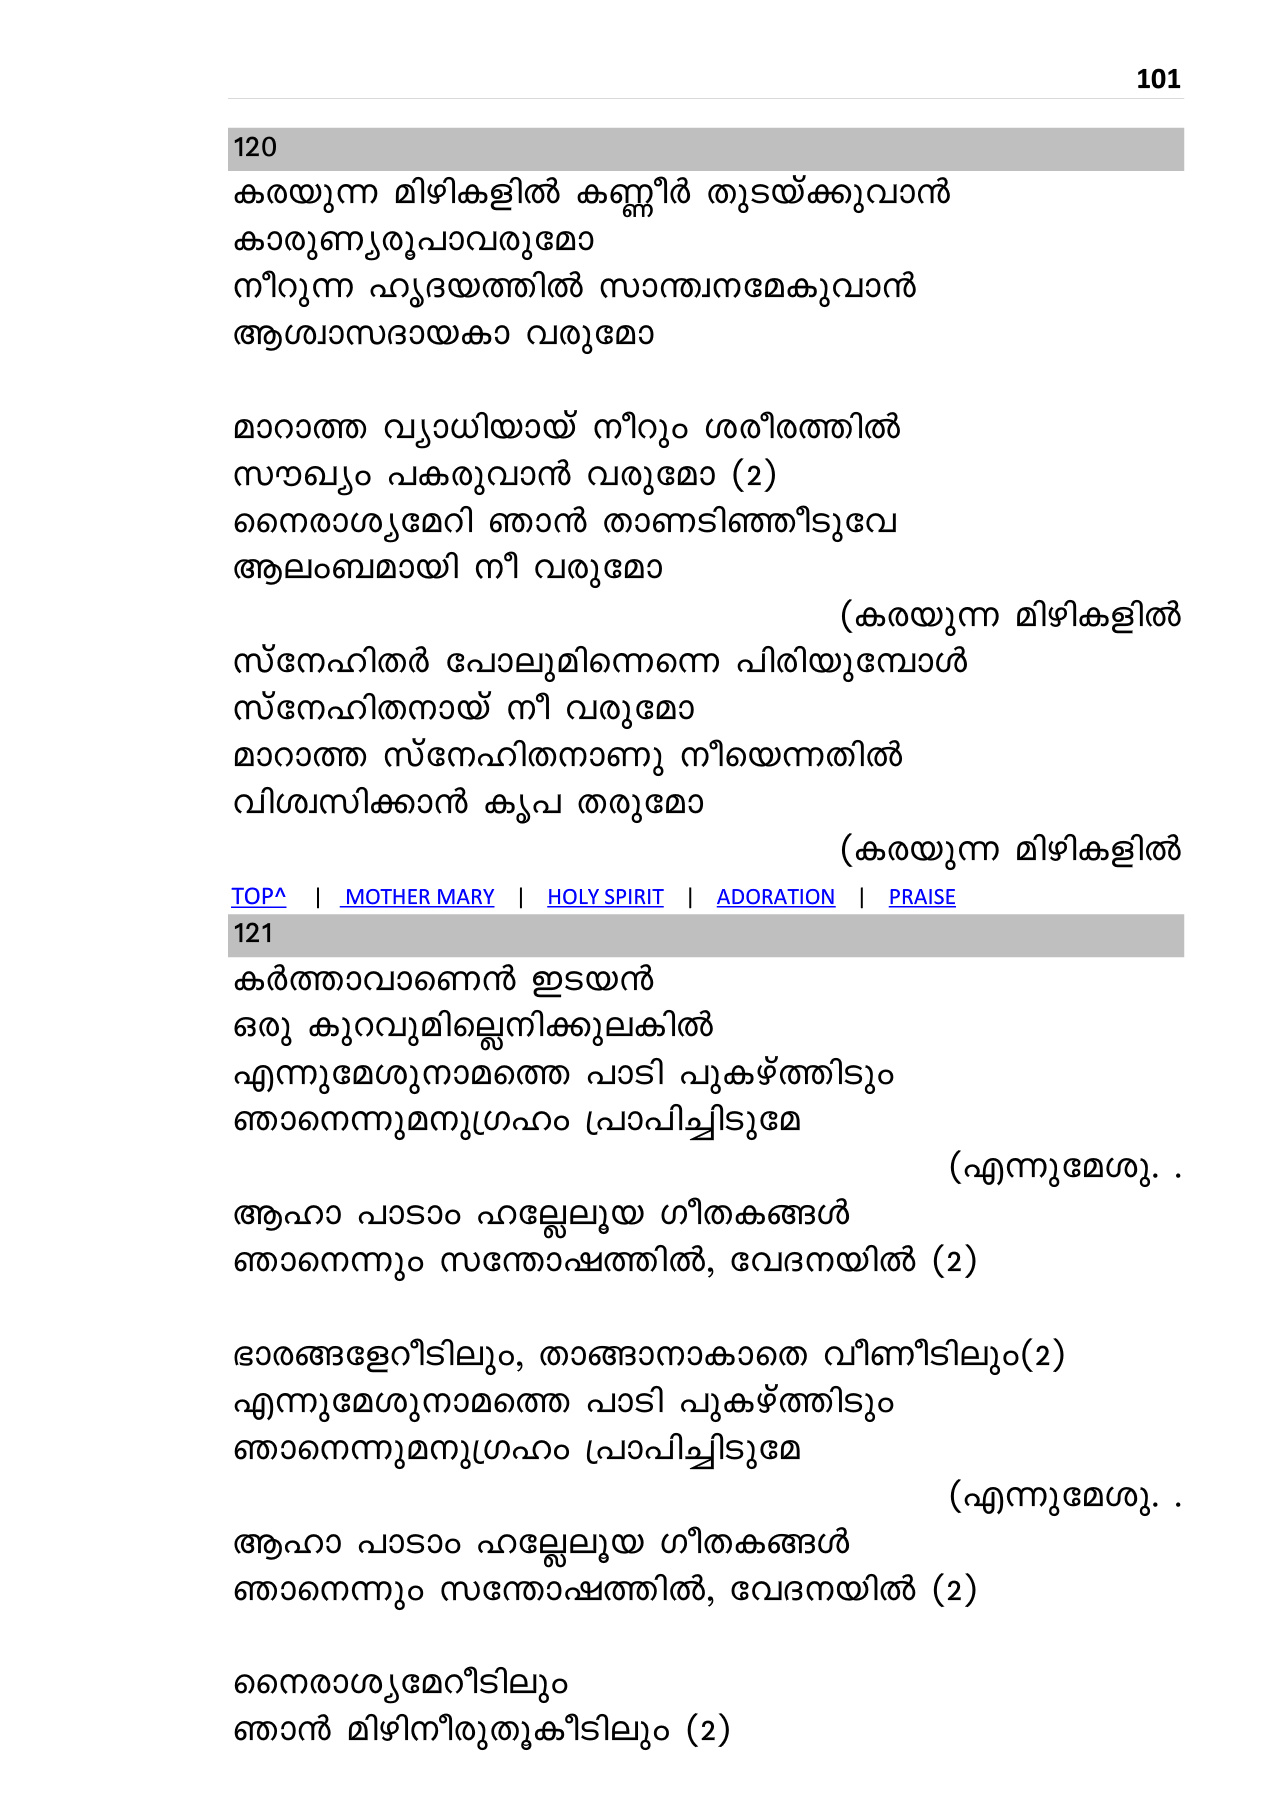 101
120
കരയുന്ന മിഴികളിൽ കണ്ണീർ തുടയ്ക്കുവാൻ
കാരുണ്യരൂപാവരുമോ
നീറുന്ന ഹൃദയത്തിൽ സാന്ത്വനമേകുവാൻ
ആശ്വാസദായകാ വരുമോ
മാറാത്ത വ്യാധിയായ് നീറും ശരീരത്തിൽ
സൗഖ്യം പകരുവാൻ വരുമോ (2)
നൈരാശ്യമേറി ഞാൻ താണടിഞ്ഞീടുവേ
ആലംബമായി നീ വരുമോ
(കരയുന്ന മിഴികളിൽ
സ്നേഹിതർ പോലുമിന്നെന്നെ പിരിയുമ്പോൾ
സ്നേഹിതനായ് നീ വരുമോ
മാറാത്ത സ്നേഹിതനാണു നീയെന്നതിൽ
വിശ്വസിക്കാൻ കൃപ തരുമോ
(കരയുന്ന മിഴികളിൽ
TOP^ | MOTHER MARY | HOLY SPIRIT | ADORATION | PRAISE
121
കർത്താവാണെൻ ഇടയൻ
ഒരു കുറവുമില്ലെനിക്കുലകിൽ
എന്നുമേശുനാമത്തെ പാടി പുകഴ്ത്തിടും
ഞാനെന്നുമനുഗ്രഹം പ്രാപിച്ചിടുമേ
(എന്നുമേശു. .
ആഹാ പാടാം ഹല്ലേലൂയ ഗീതകങ്ങൾ
ഞാനെന്നും സന്തോഷത്തിൽ, വേദനയിൽ (2)
ഭാരങ്ങളേറീടിലും, താങ്ങാനാകാതെ വീണീടിലും(2)
എന്നുമേശുനാമത്തെ പാടി പുകഴ്ത്തിടും
ഞാനെന്നുമനുഗ്രഹം പ്രാപിച്ചിടുമേ
(എന്നുമേശു. .
ആഹാ പാടാം ഹല്ലേലൂയ ഗീതകങ്ങൾ
ഞാനെന്നും സന്തോഷത്തിൽ, വേദനയിൽ (2)
നൈരാശ്യമേറീടിലും
ഞാൻ മിഴിനീരുതൂകീടിലും (2)